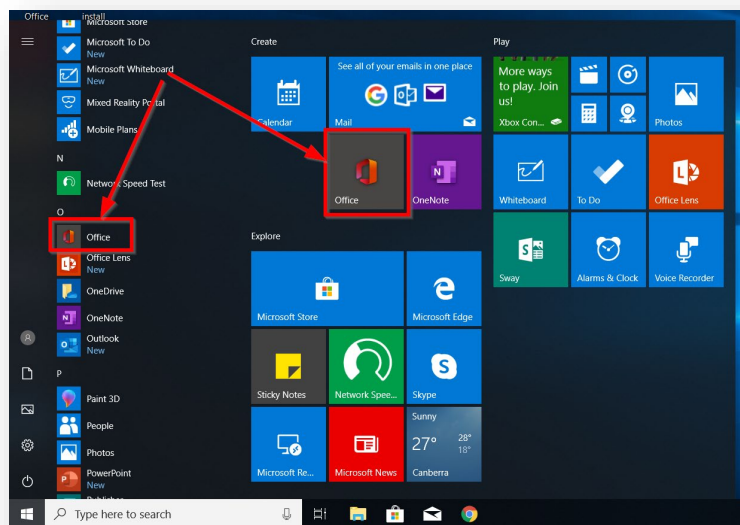 Office
install
Microsoft Store
Microsoft To Do
New
Microsoft Whiteboard
New
Mixed Reality Portal
Mobile Plans
N
Network Speed Test
O
Office
Office Lens
New
OneDrive
OneNote
Outlook
New
P
Paint 3D
People
Photos
PowerPoint
New
Publisher
Create
Calendar
See all of your emails in one place
Mail
Office
OneNote
Explore
Microsoft Store
Microsoft Edge
Sticky Notes
Network Spee...
Skype
Microsoft Re...
Microsoft News
Sunny
27°
28°
18°
Canberra
Play
More ways
to play. Join
us!
Xbox Con...
Photos
Whiteboard
To Do
Office Lens
Sway
Alarms & Clock
Voice Recorder
Type here to search